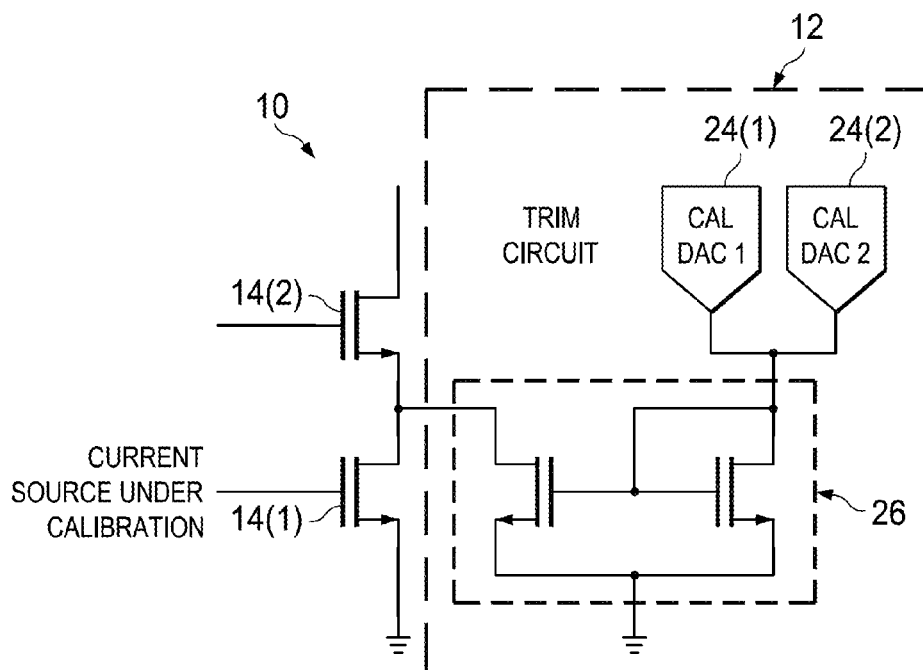 12
10
24(1)
24(2)
TRIM
CIRCUIT
CAL
DAC 1
CAL
DAC 2
14(2)
CURRENT
SOURCE UNDER
CALIBRATION
14(1)
26